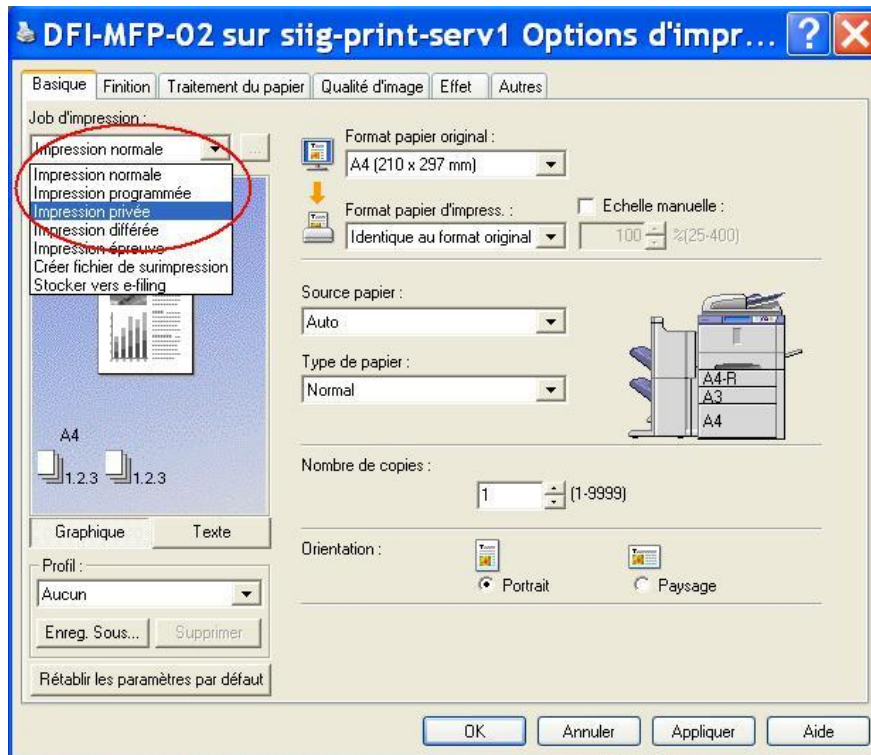 DFI-MFP-02 sur siig-print-serv1 Options d'impr...
Basique Finition Traitement du papier Qualité d'image Effet Autres
Job d'impression :
Impression normale
...
Impression normale
Impression programmée
Impression privée
Impression différée
Impression épreuve
Créer fichier de surimpression
Stocker vers e-filing
A4
1.2.3 1.2.3
Graphique Texte
Profil :
Aucun
Enreg. Sous... Supprimer
Rétablir les paramètres par défaut
Format papier original :
A4 (210 x 297 mm)
Format papier d'impress. :
Identique au format original
Echelle manuelle :
100 %(25-400)
Source papier :
Auto
Type de papier :
Normal
A4-R
A3
A4
Nombre de copies :
1 (1-9999)
Orientation :
Portrait Paysage
OK Annuler Appliquer Aide